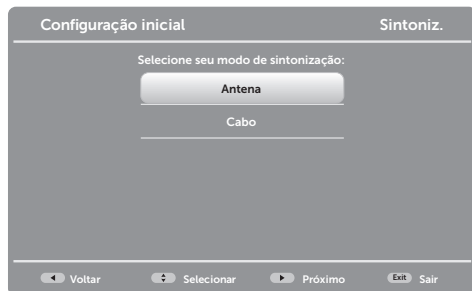 Configuração inicial Sintoniz.
Selecione seu modo de sintonização:
Antena
Cabo
Voltar Selecionar Próximo Exit Sair